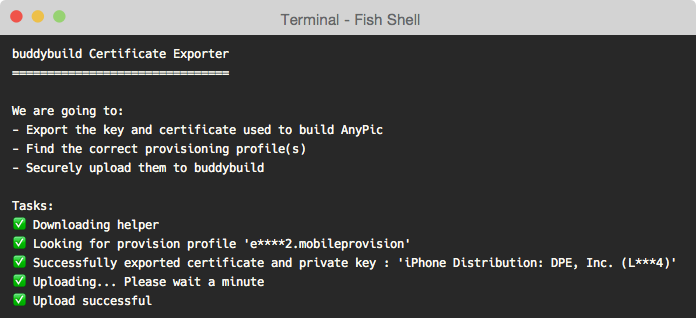 Terminal - Fish Shell
buddybuild Certificate Exporter
===============================
We are going to:
- Export the key and certificate used to build AnyPic
- Find the correct provisioning profile(s)
- Securely upload them to buddybuild
Tasks:
✅ Downloading helper
✅ Looking for provision profile 'e****2.mobileprovision'
✅ Successfully exported certificate and private key : 'iPhone Distribution: DPE, Inc. (L***4)'
✅ Uploading... Please wait a minute
✅ Upload successful